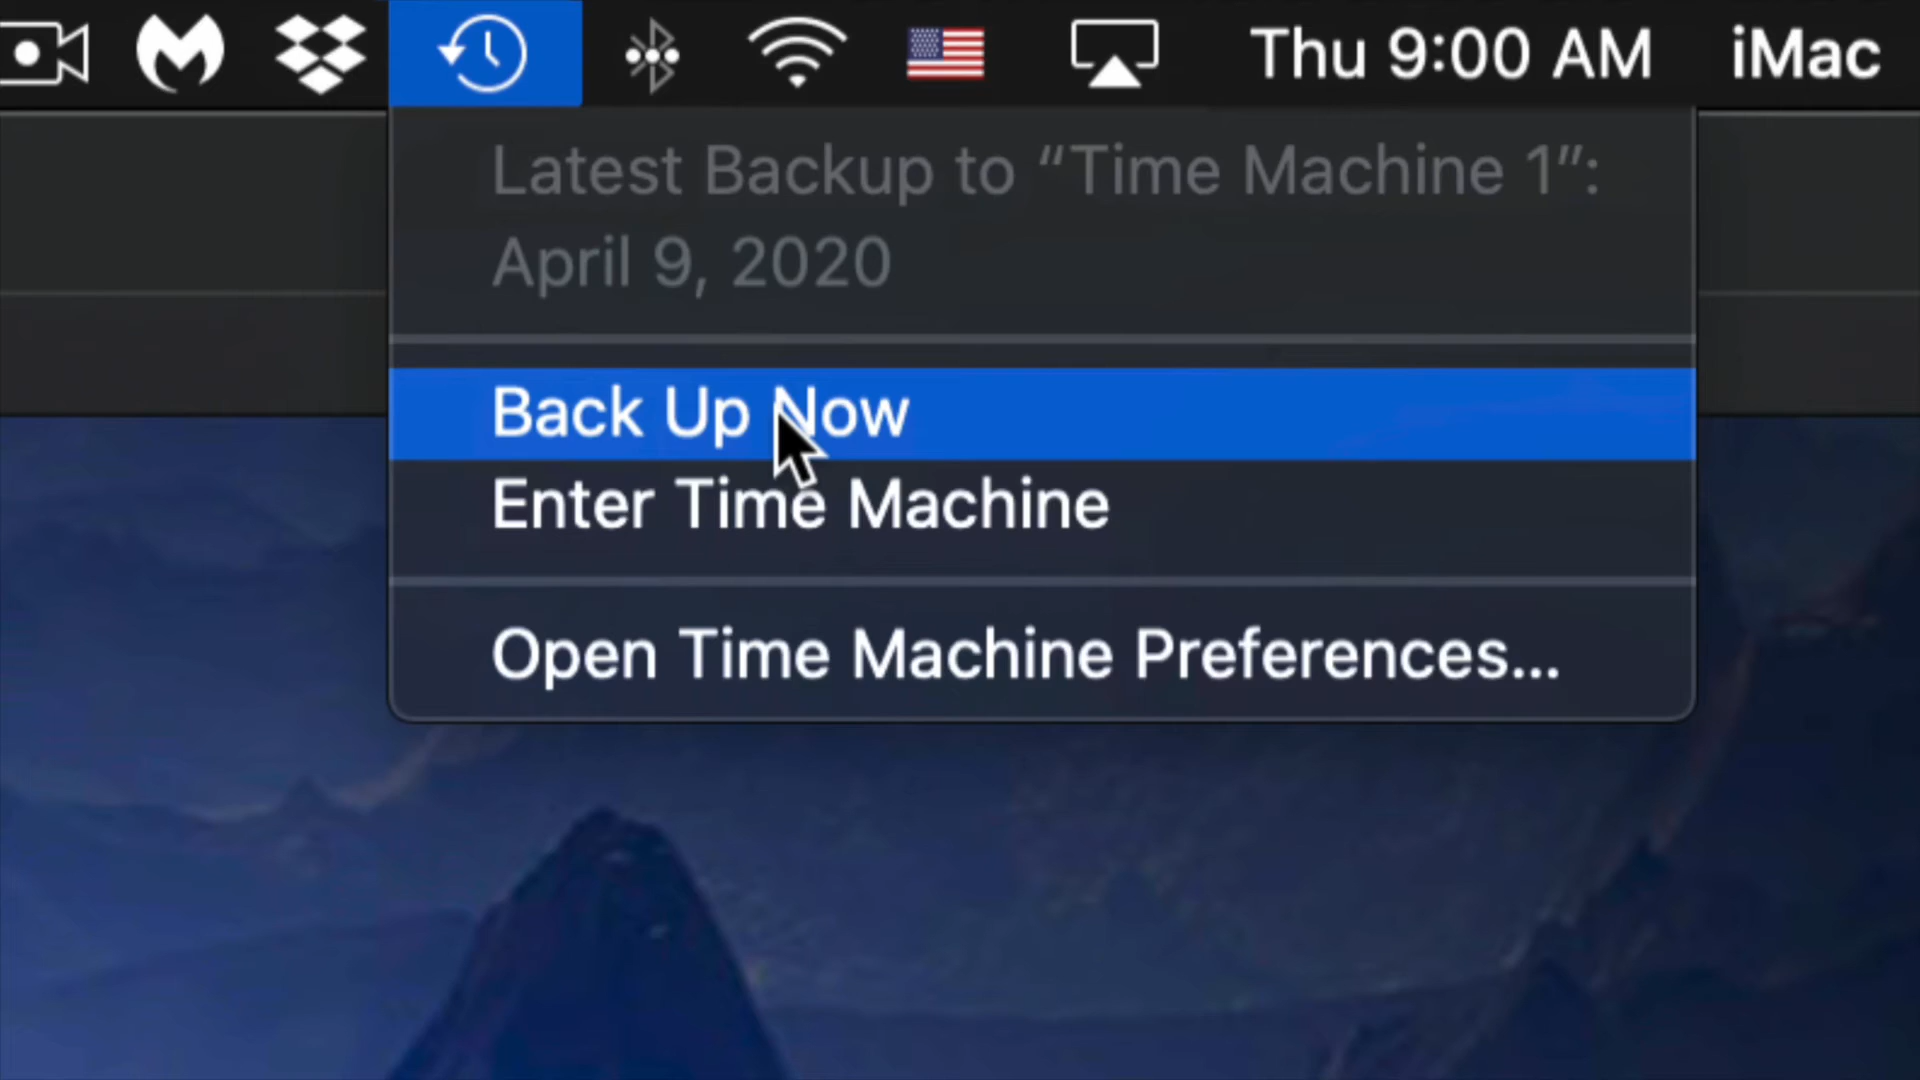 Thu 9:00 AM iMac
Latest Backup to “Time Machine 1”:
April 9, 2020
Back Up Now
Enter Time Machine
Open Time Machine Preferences...